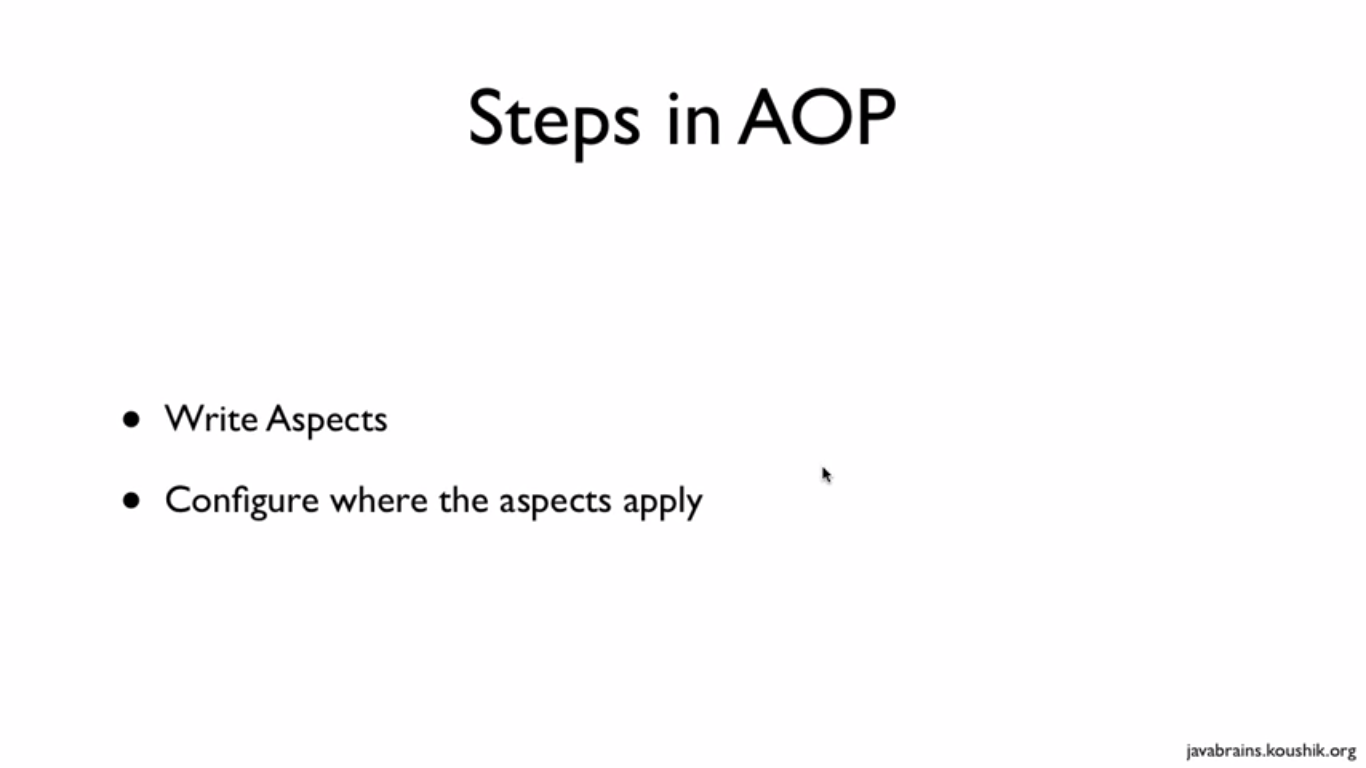 Steps in AOP
Write Aspects
Configure where the aspects apply
javabrains.koushik.org